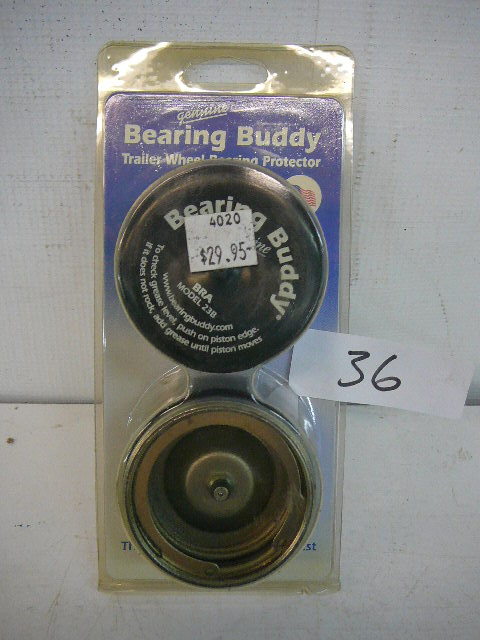 genuine
Bearing Buddy
Trailer Wheel Bearing Protector
Bearing Buddy
4020
$29.95
BRA
MODEL 23B
www.bearingbuddy.com
To check grease level, push on piston edge.
If it does not rock, add grease until piston moves
36